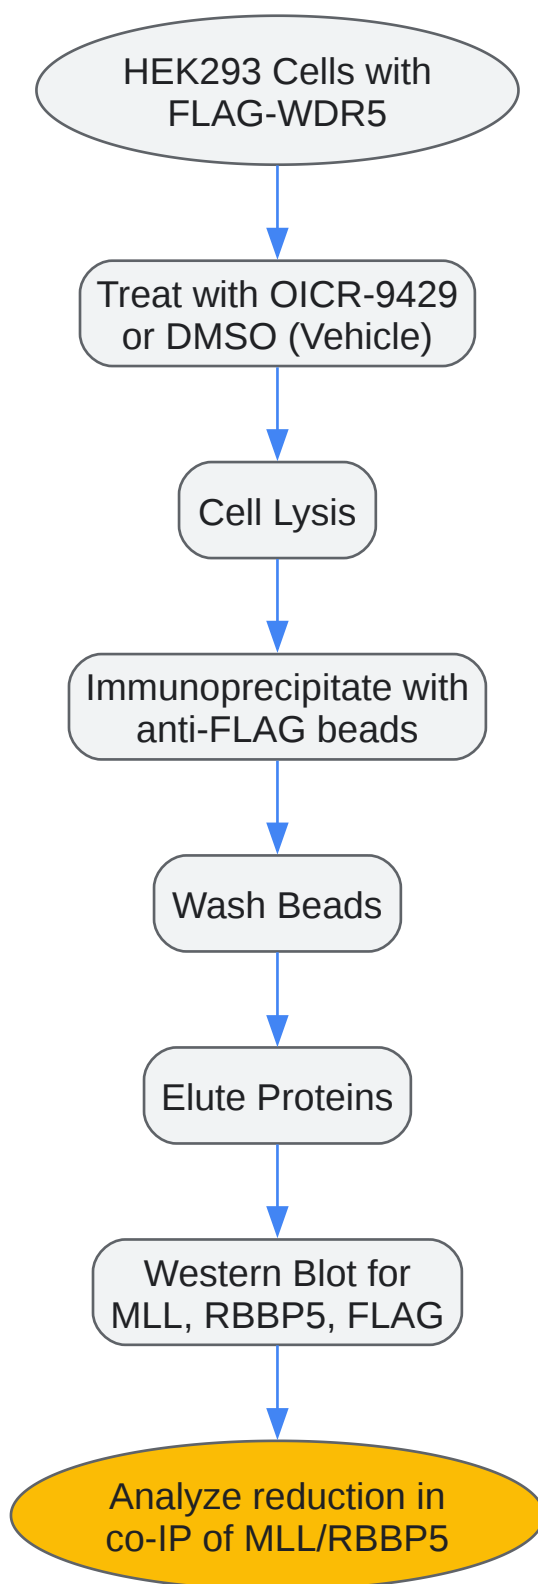 HEK293 Cells with
FLAG-WDR5
Treat with OICR-9429
or DMSO (Vehicle)
Cell Lysis
Immunoprecipitate with
anti-FLAG beads
Wash Beads
Elute Proteins
Western Blot for
MLL, RBBP5, FLAG
Analyze reduction in
co-IP of MLL/RBBP5